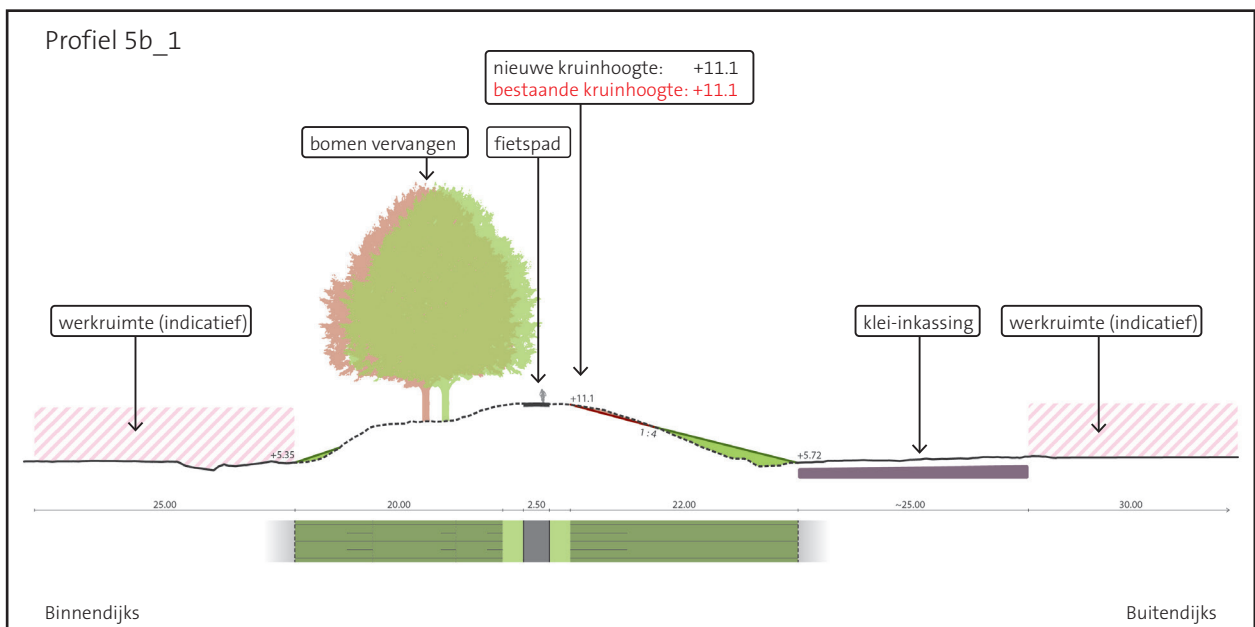 Profiel 5b_1
nieuwe kruinhoogte: +11.1
bestaande kruinhoogte: +11.1
bomen vervangen
fietspad
werkruimte (indicatief)
klei-inkassing
werkruimte (indicatief)
+11.1
1:4
+5.35
+5.72
25.00
20.00
2.50
22.00
~25.00
30.00
Binnendijks
Buitendijks